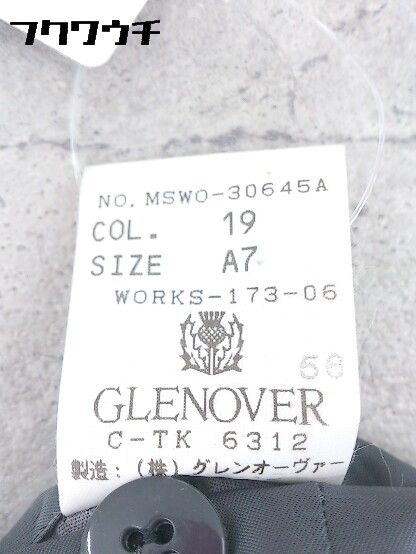 フクワウチ
NO. MSWO-30645A
COL. 19
SIZE A7
WORKS-173-06
GLENOVER
C-TK 6312
製造:(株)グレンオーヴァー